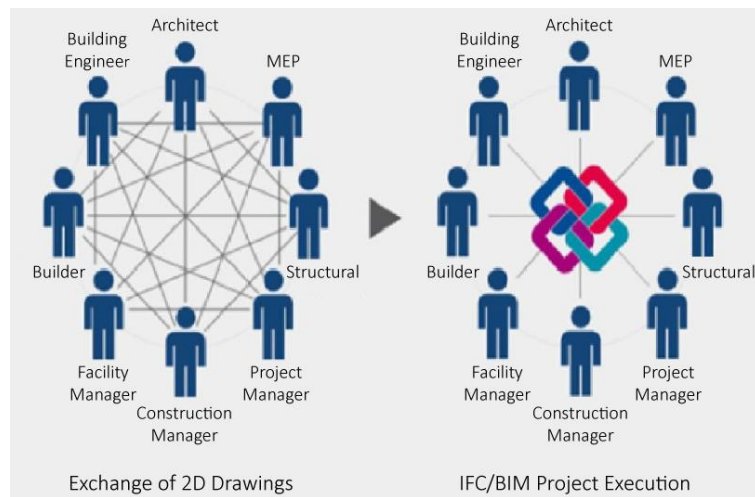 Architect
Building
Engineer
MEP
Builder
Structural
Facility
Manager
Project
Manager
Construction
Manager
Exchange of 2D Drawings
Architect
Building
Engineer
MEP
Builder
Structural
Facility
Manager
Project
Manager
Construction
Manager
IFC/BIM Project Execution